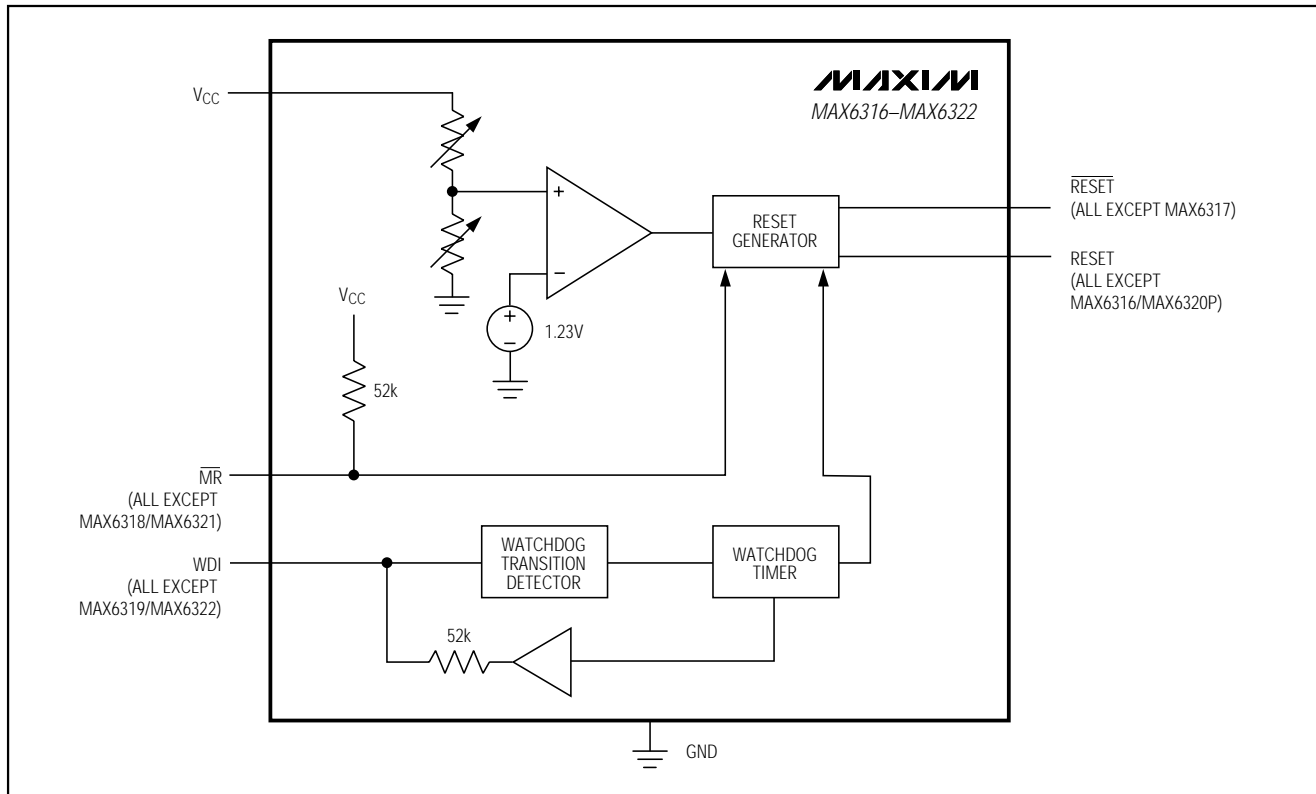 MAXIM
MAX6316–MAX6322
VCC
+
−
RESET
GENERATOR
RESET
(ALL EXCEPT MAX6317)
RESET
(ALL EXCEPT
MAX6316/MAX6320P)
VCC
+
−
1.23V
52k
MR
(ALL EXCEPT
MAX6318/MAX6321)
WDI
(ALL EXCEPT
MAX6319/MAX6322)
WATCHDOG
TRANSITION
DETECTOR
WATCHDOG
TIMER
52k
GND